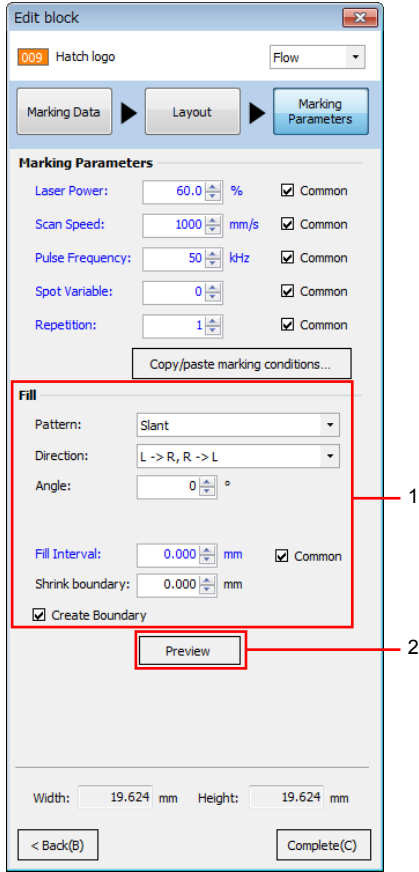 Edit block
009 Hatch logo Flow
Marking Data Layout Marking Parameters
Marking Parameters
Laser Power: 60.0 % Common
Scan Speed: 1000 mm/s Common
Pulse Frequency: 50 kHz Common
Spot Variable: 0 Common
Repetition: 1 Common
Copy/paste marking conditions...
Fill
Pattern: Slant
Direction: L -> R, R -> L
Angle: 0 °
1
Fill Interval: 0.000 mm Common
Shrink boundary: 0.000 mm
Create Boundary
Preview
2
Width: 19.624 mm Height: 19.624 mm
< Back(B) Complete(C)